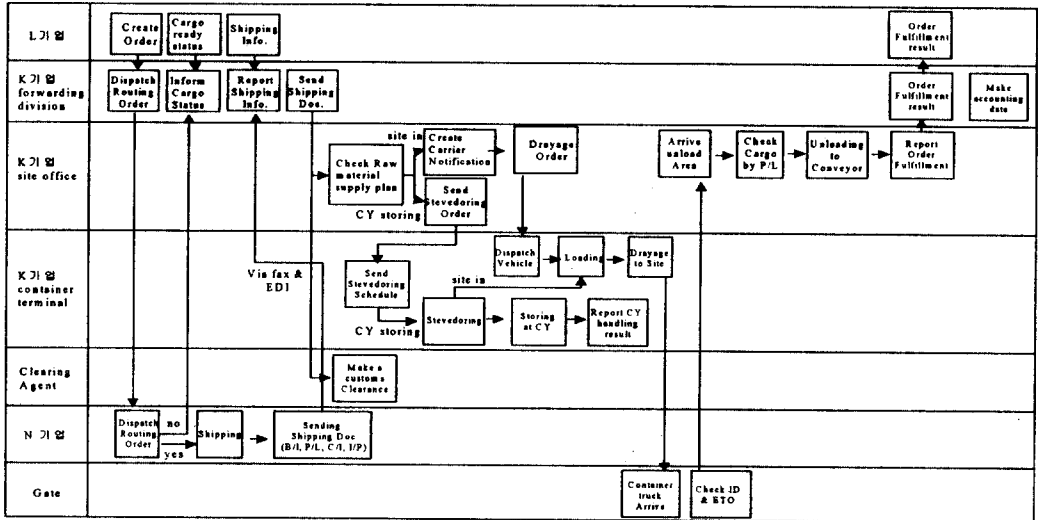 L기업
Create
Order
Cargo
ready
status
Shipping
Info.
Order
Fulfillment
result
K기업
forwarding
division
Dispatch
Routing
Order
Inform
Cargo
Status
Report
Shipping
Info.
Send
Shipping
Doc.
Order
Fulfillment
result
Make
accounting
data
K기업
site office
Check Raw
material
supply plan
site in
Create
Carrier
Notification
Drayage
Order
CY storing
Send
Stevedoring
Order
Arrive
unload
Area
Check
Cargo
by P/L
Unloading
to
Conveyor
Report
Order
Fulfillment
K기업
container
terminal
Via fax &
EDI
Send
Stevedoring
Schedule
CY storing
Dispatch
Vehicle
Loading
Drayage
to Site
site in
Stevedoring
Storing
at CY
Report CY
handling
result
Clearing
Agent
Make a
customs
Clearance
N 기업
Dispatch
Routing
Order
no
yes
Shipping
Sending
Shipping Doc
(B/L, P/L, C/I, I/P)
Gate
Container
truck
Arrive
Check ID
& ETO